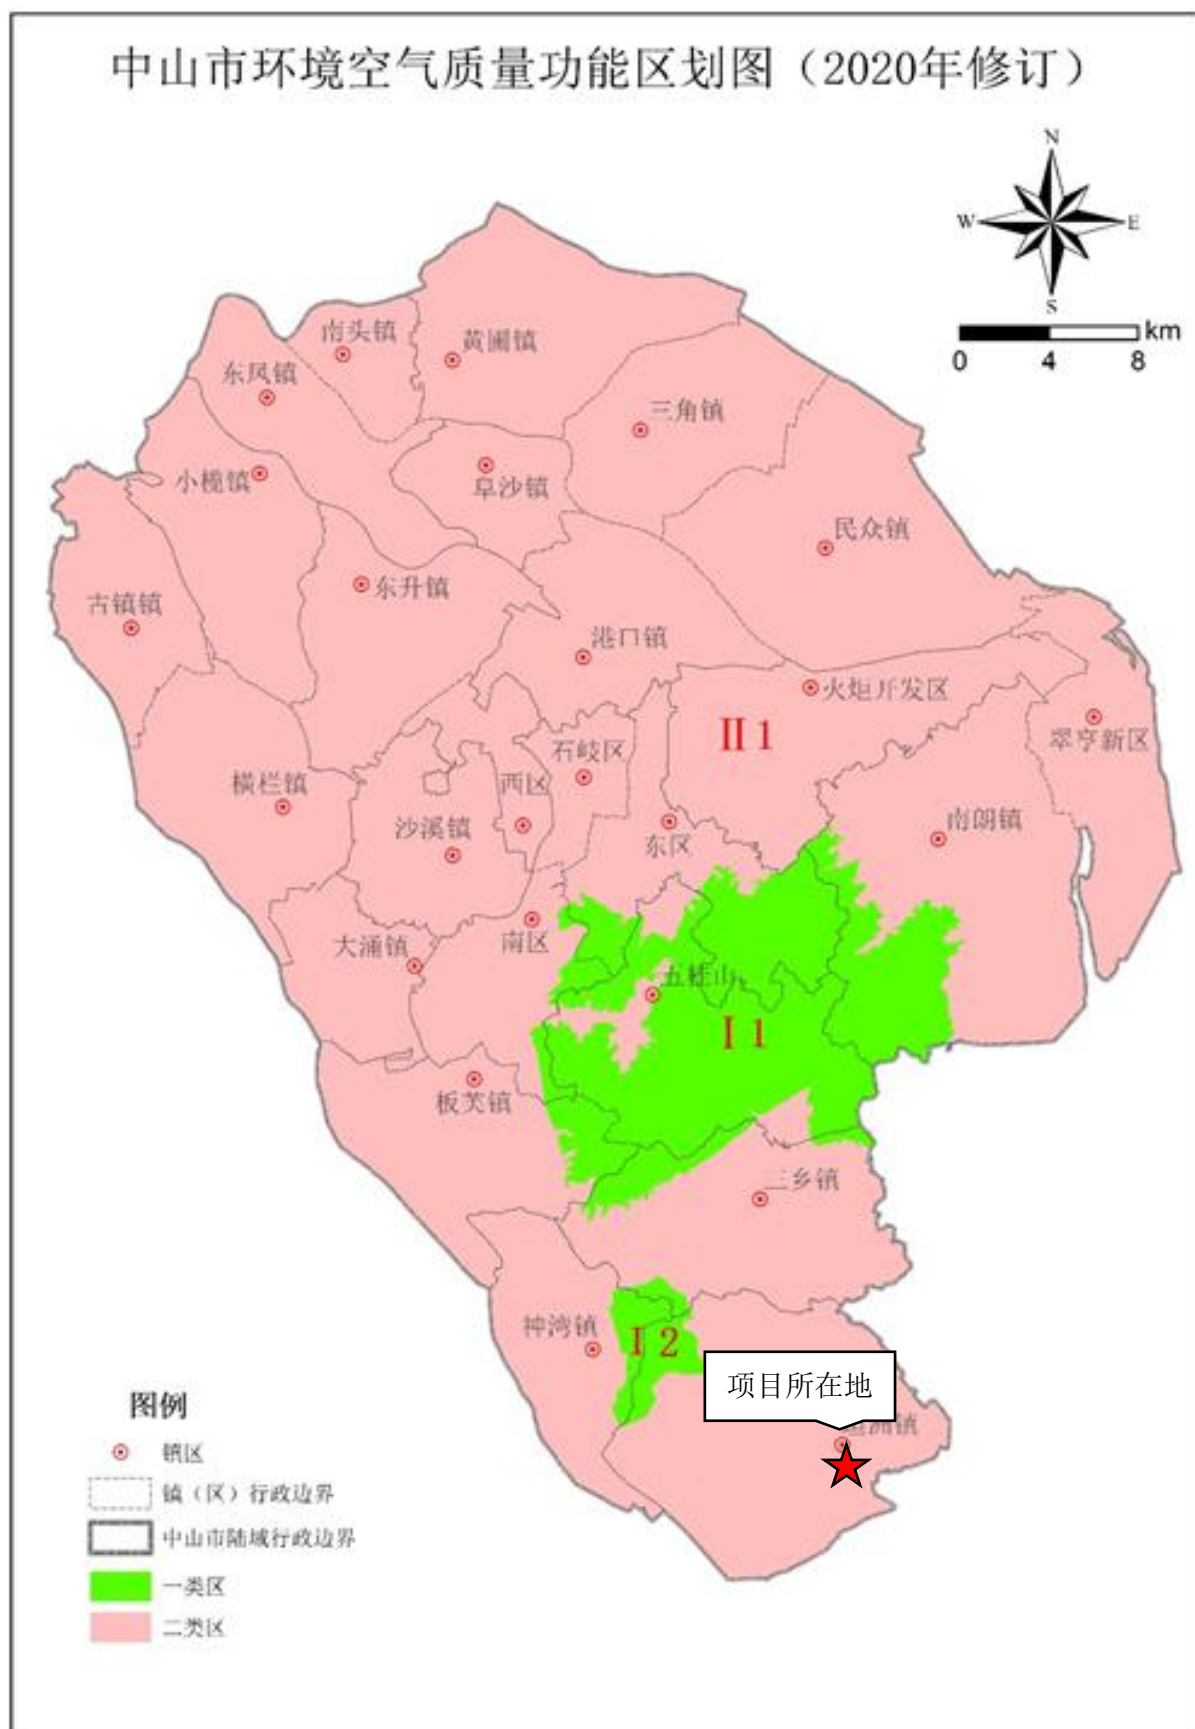 中山市环境空气质量功能区划图（2020年修订）
N
W
E
S
km
0 4 8
南头镇
黄圃镇
东凤镇
三角镇
小榄镇
阜沙镇
民众镇
东升镇
古镇镇
港口镇
火炬开发区
II 1
翠亨新区
石岐区
横栏镇
西区
沙溪镇
东区
南朗镇
南区
大涌镇
五桂山
I 1
板芙镇
三乡镇
神湾镇
I 2
项目所在地
洲镇
图例
镇区
镇（区）行政边界
中山市陆域行政边界
一类区
二类区